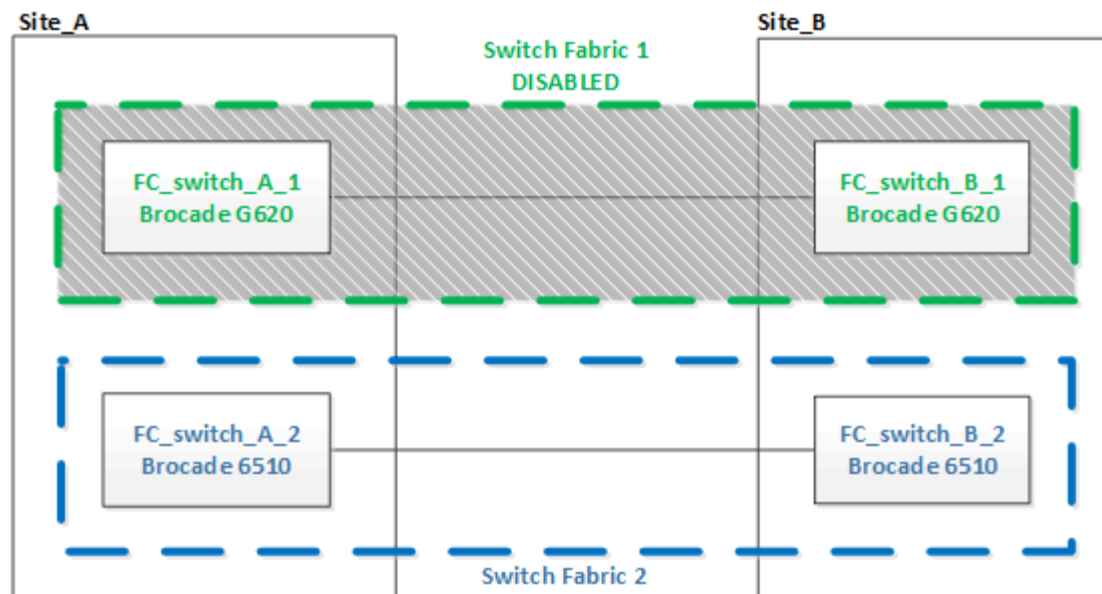 Site_A
Site_B
Switch Fabric 1
DISABLED
FC_switch_A_1
Brocade G620
FC_switch_B_1
Brocade G620
FC_switch_A_2
Brocade 6510
FC_switch_B_2
Brocade 6510
Switch Fabric 2